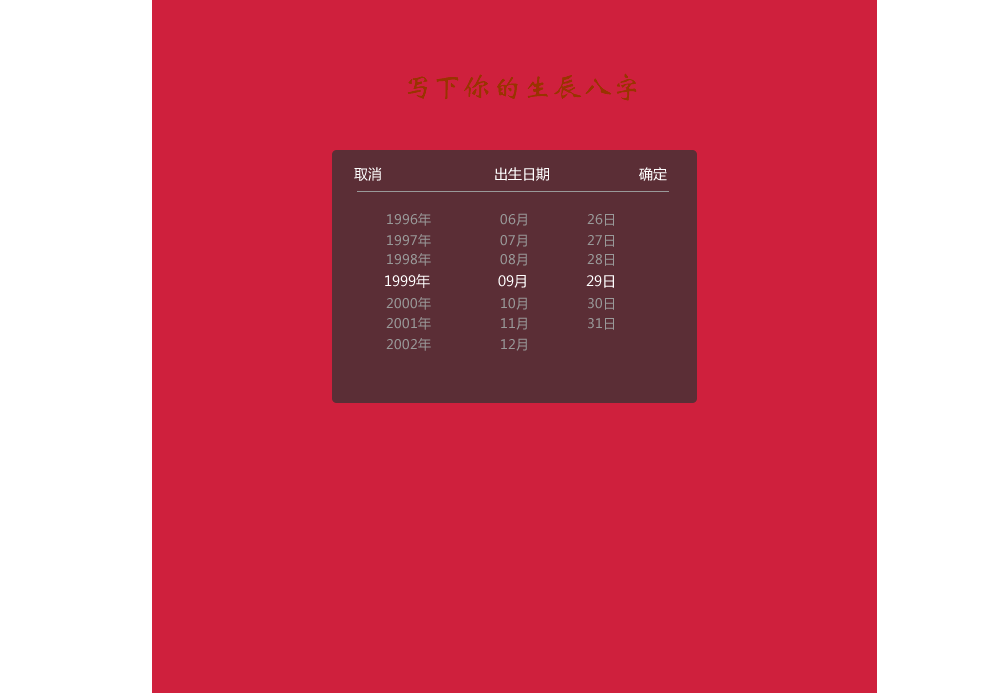 写下你的生辰八字
取消 出生日期 确定
1996年 06月 26日
1997年 07月 27日
1998年 08月 28日
1999年 09月 29日
2000年 10月 30日
2001年 11月 31日
2002年 12月